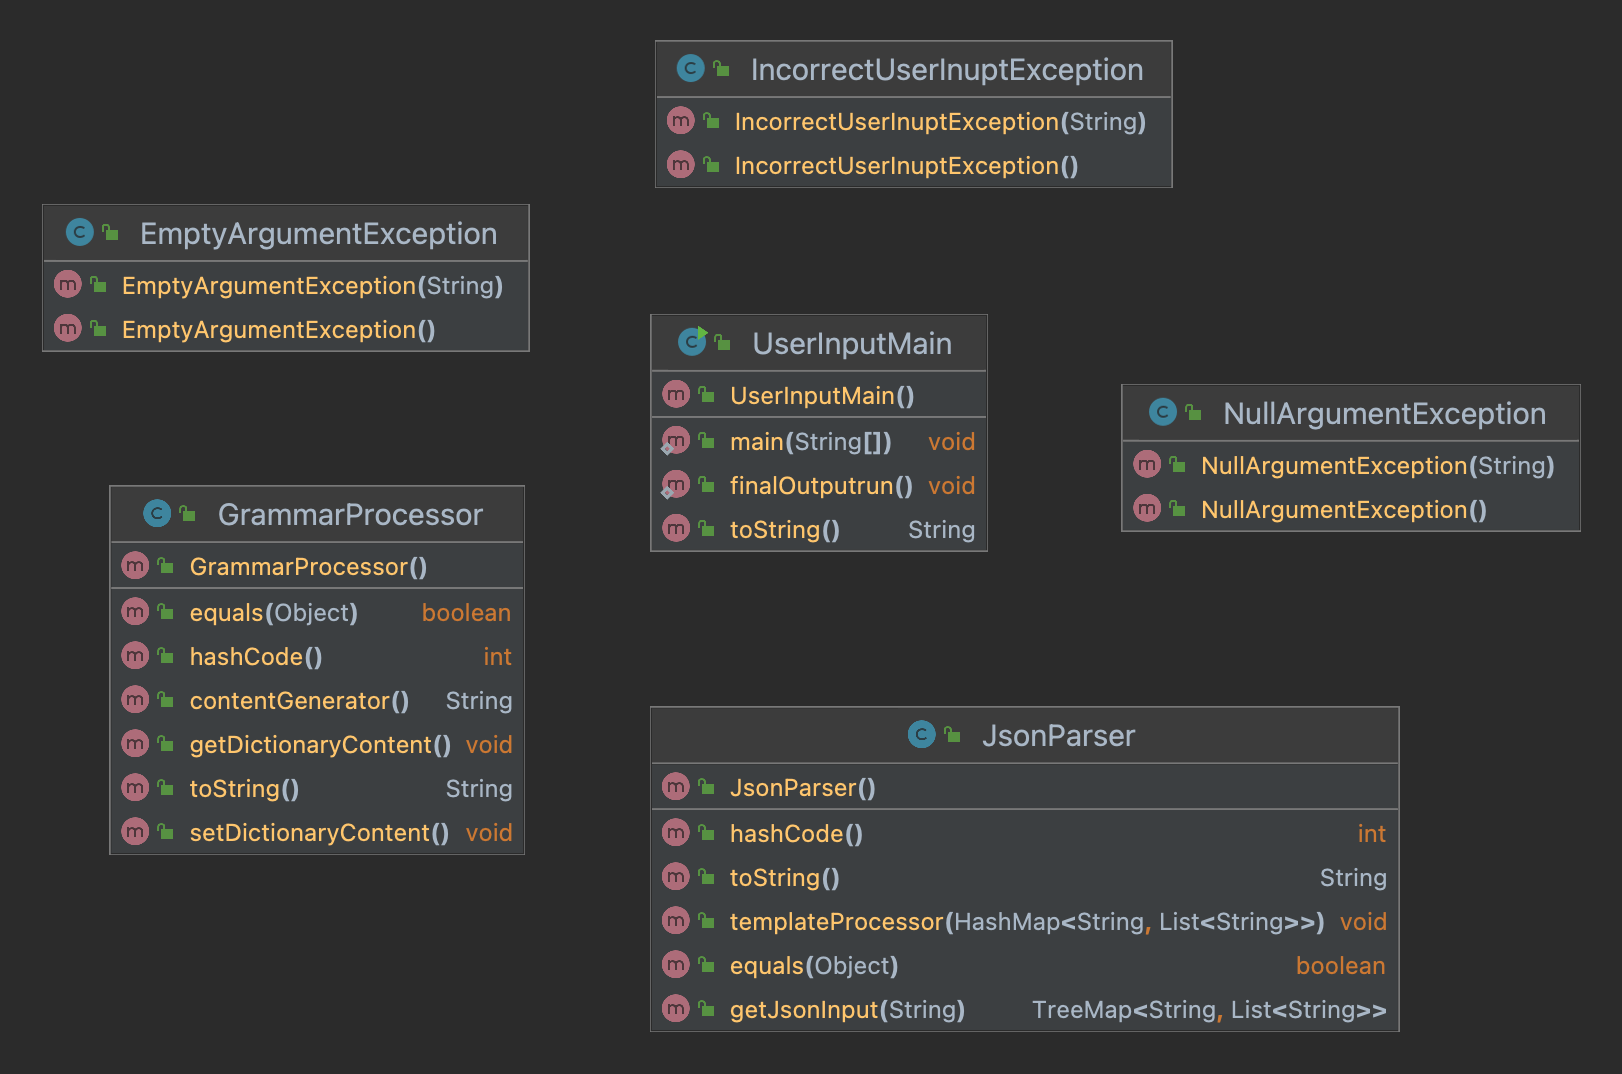 IncorrectUserInuptException
IncorrectUserInuptException(String)
IncorrectUserInuptException()
EmptyArgumentException
EmptyArgumentException(String)
EmptyArgumentException()
UserInputMain
UserInputMain()
main(String[]) void
finalOutputrun() void
toString() String
NullArgumentException
NullArgumentException(String)
NullArgumentException()
GrammarProcessor
GrammarProcessor()
equals(Object) boolean
hashCode() int
contentGenerator() String
getDictionaryContent() void
toString() String
setDictionaryContent() void
JsonParser
JsonParser()
hashCode() int
toString() String
templateProcessor(HashMap<String, List<String>>) void
equals(Object) boolean
getJsonInput(String) TreeMap<String, List<String>>